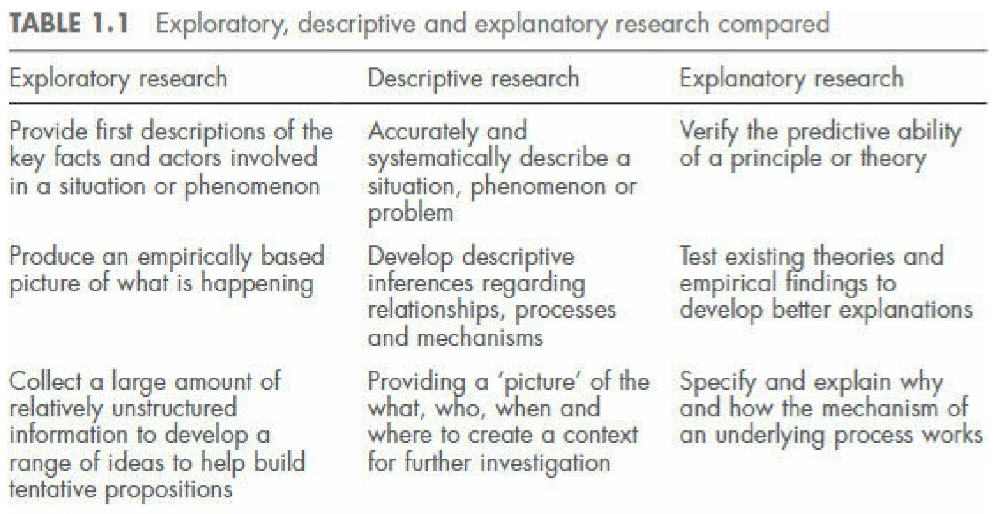 TABLE 1.1 Exploratory, descriptive and explanatory research compared
Exploratory research
Descriptive research
Explanatory research
Provide first descriptions of the
key facts and actors involved
in a situation or phenomenon
Accurately and
systematically describe a
situation, phenomenon or
problem
Verify the predictive ability
of a principle or theory
Produce an empirically based
picture of what is happening
Develop descriptive
inferences regarding
relationships, processes
and mechanisms
Test existing theories and
empirical findings to
develop better explanations
Collect a large amount of
relatively unstructured
information to develop a
range of ideas to help build
tentative propositions
Providing a ‘picture’ of the
what, who, when and
where to create a context
for further investigation
Specify and explain why
and how the mechanism of
an underlying process works